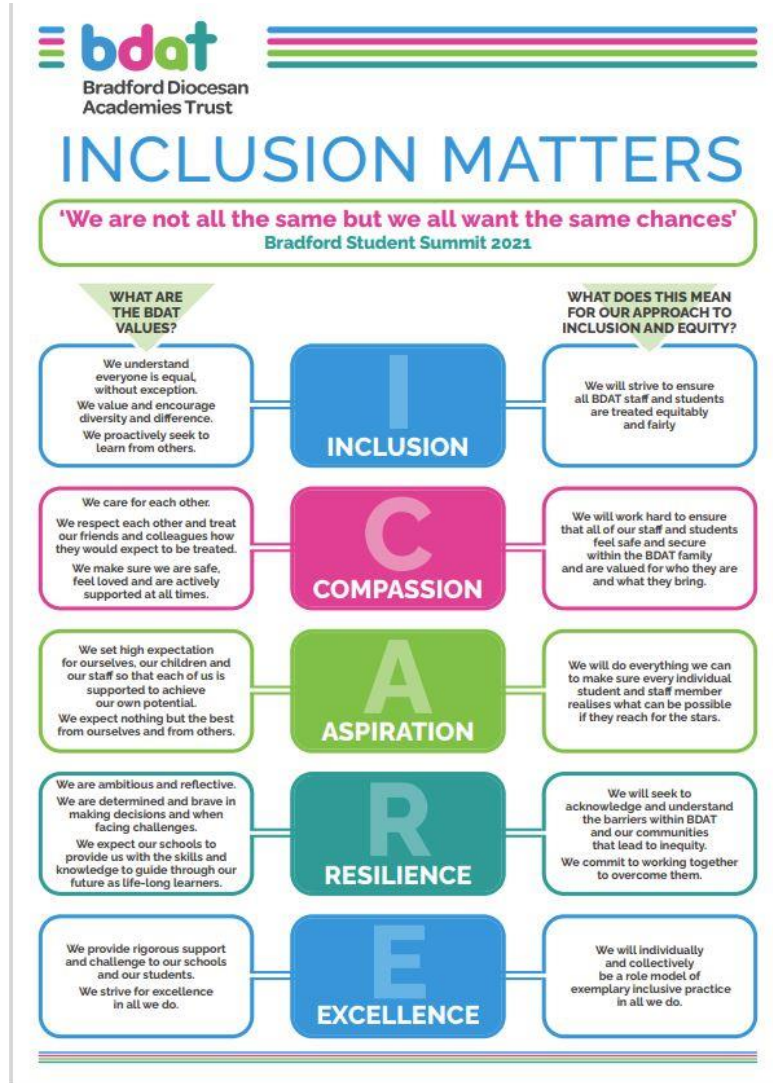 bdat
Bradford Diocesan
Academies Trust
INCLUSION MATTERS
‘We are not all the same but we all want the same chances’
Bradford Student Summit 2021
WHAT ARE
THE BDAT
VALUES?
WHAT DOES THIS MEAN
FOR OUR APPROACH TO
INCLUSION AND EQUITY?
We understand
everyone is equal,
without exception.
We value and encourage
diversity and difference.
We proactively seek to
learn from others.
I
INCLUSION
We will strive to ensure
all BDAT staff and students
are treated equitably
and fairly
We care for each other.
We respect each other and treat
our friends and colleagues how
they would expect to be treated.
We make sure we are safe,
feel loved and are actively
supported at all times.
C
COMPASSION
We will work hard to ensure
that all of our staff and students
feel safe and secure
within the BDAT family
and are valued for who they are
and what they bring.
We set high expectation
for ourselves, our children and
our staff so that each of us is
supported to achieve
our own potential.
We expect nothing but the best
from ourselves and from others.
A
ASPIRATION
We will do everything we can
to make sure every individual
student and staff member
realises what can be possible
if they reach for the stars.
We are ambitious and reflective.
We are determined and brave in
making decisions and when
facing challenges.
We expect our schools to
provide us with the skills and
knowledge to guide through our
future as life-long learners.
R
RESILIENCE
We will seek to
acknowledge and understand
the barriers within BDAT
and our communities
that lead to inequity.
We commit to working together
to overcome them.
We provide rigorous support
and challenge to our schools
and our students.
We strive for excellence
in all we do.
E
EXCELLENCE
We will individually
and collectively
be a role model of
exemplary inclusive practice
in all we do.